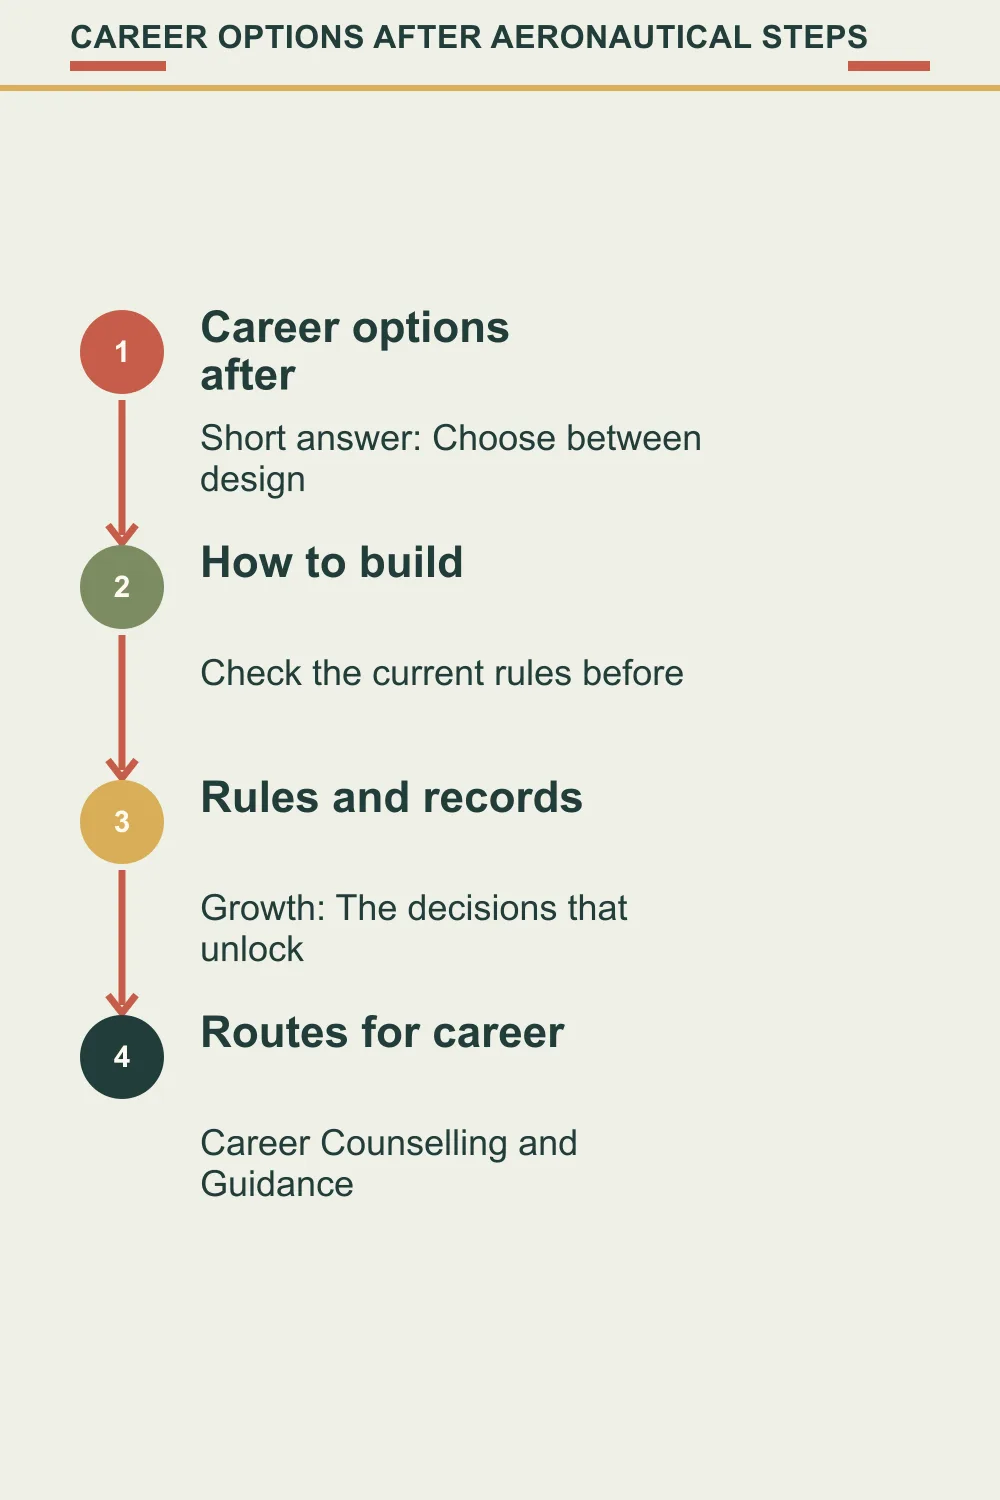 CAREER OPTIONS AFTER AERONAUTICAL STEPS
1
Career options
after
Short answer: Choose between
design
2
How to build
Check the current rules before
3
Rules and records
Growth: The decisions that
unlock
4
Routes for career
Career Counselling and
Guidance